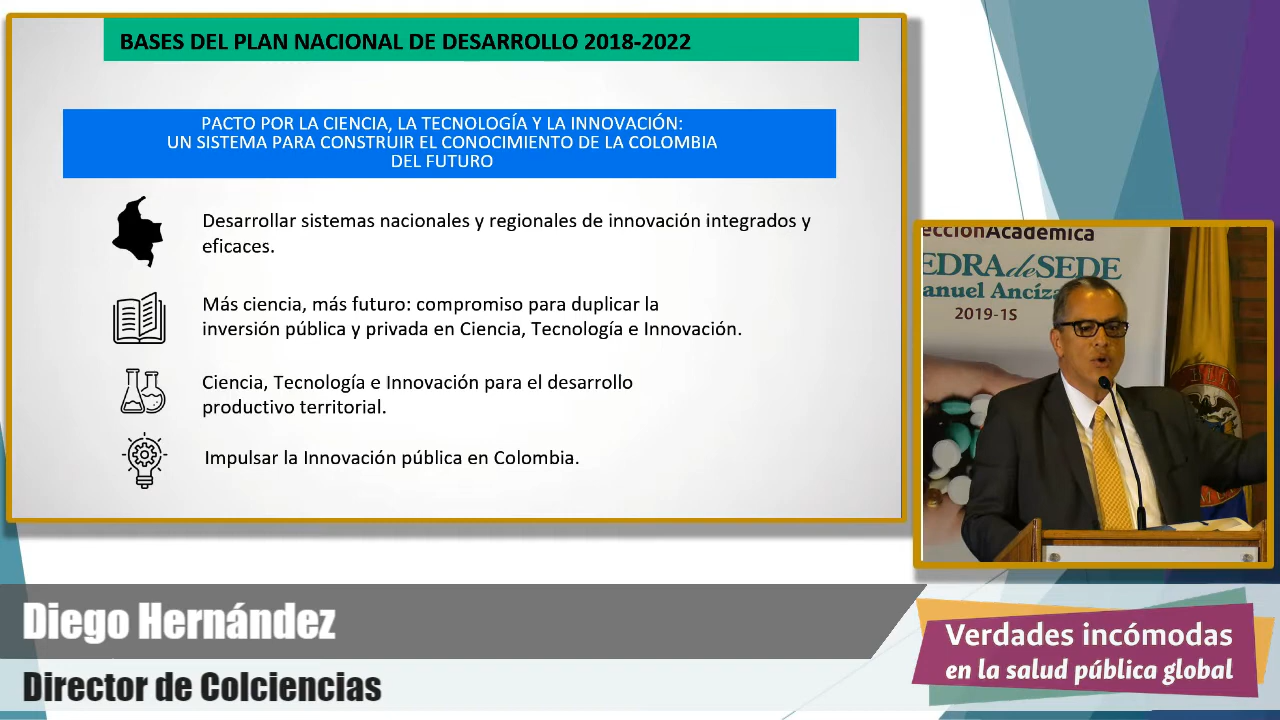 BASES DEL PLAN NACIONAL DE DESARROLLO 2018-2022
PACTO POR LA CIENCIA, LA TECNOLOGÍA Y LA INNOVACIÓN:
UN SISTEMA PARA CONSTRUIR EL CONOCIMIENTO DE LA COLOMBIA
DEL FUTURO
Desarrollar sistemas nacionales y regionales de innovación integrados y
eficaces.
Más ciencia, más futuro: compromiso para duplicar la
inversión pública y privada en Ciencia, Tecnología e Innovación.
Ciencia, Tecnología e Innovación para el desarrollo
productivo territorial.
Impulsar la Innovación pública en Colombia.
ecciónAcadémica
EDRAdeSEDE
anuel Ancíza
2019-1S
Diego Hernández
Director de Colciencias
Verdades incómodas
en la salud pública global